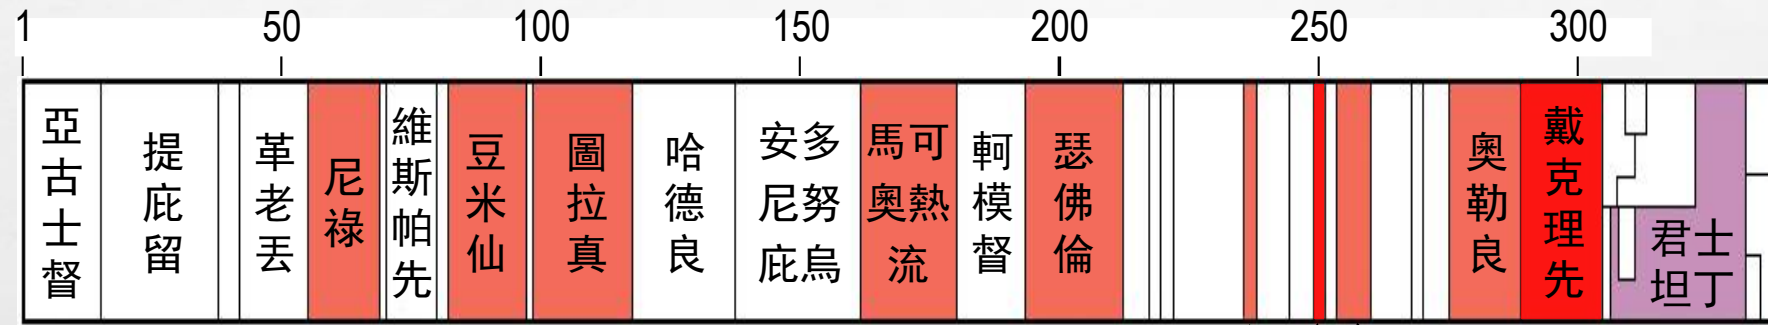 1 50 100 150 200 250 300
亞古士督
提庇留
革老丟
尼祿
維斯帕先
豆米仙
圖拉真
哈德良
安多
尼努
庇烏
馬可
奧熱
流
軻模督
瑟佛倫
奧勒良
戴克理先
君士
坦丁